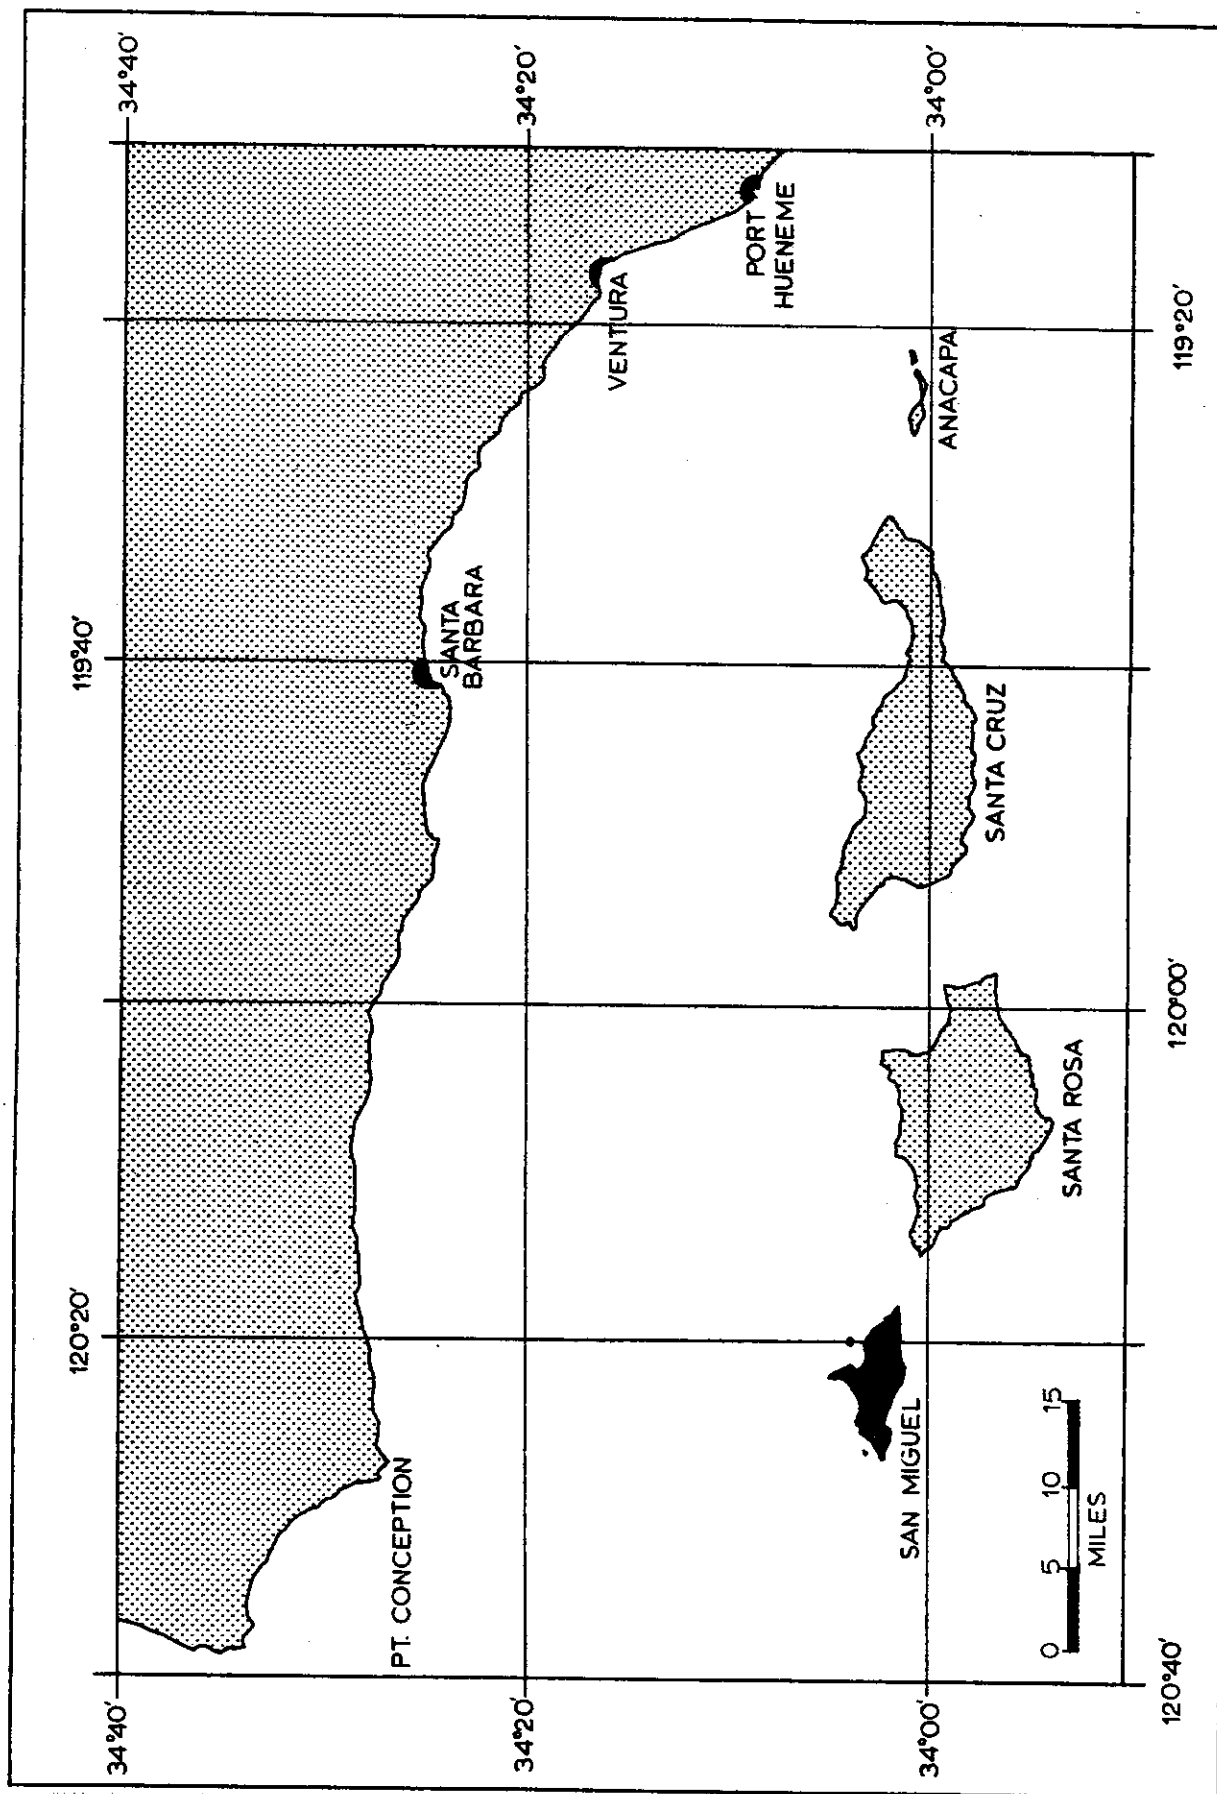 120°20'
119°40'
34°40'
34°40'
PT. CONCEPTION
SANTA
BARBARA
VENTURA
34°20'
34°20'
PORT
HUENEME
SAN MIGUEL
SANTA ROSA
SANTA CRUZ
ANACAPA
34°00'
34°00'
0 5 10 15
MILES
120°40'
120°00'
119°20'